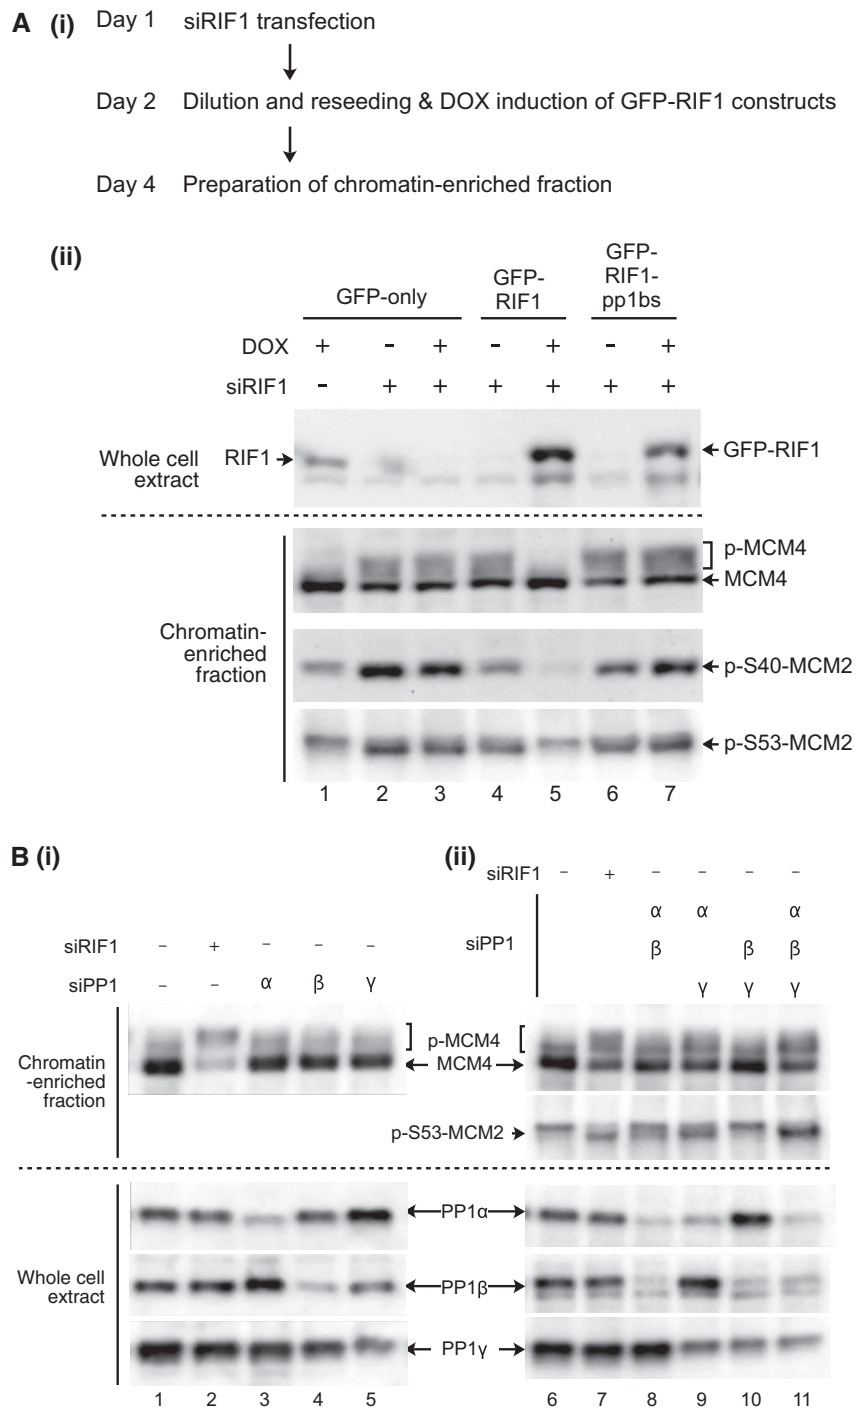 A (i) Day 1 siRIF1 transfection
Day 2 Dilution and reseeding & DOX induction of GFP-RIF1 constructs
Day 4 Preparation of chromatin-enriched fraction
(ii)
GFP-only
GFP-
RIF1
GFP-
RIF1-
pp1bs
DOX + - + - + - +
siRIF1 - + + + + + +
Whole cell
extract
RIF1
GFP-RIF1
Chromatin-
enriched
fraction
p-MCM4
MCM4
p-S40-MCM2
p-S53-MCM2
1 2 3 4 5 6 7
B (i)
siRIF1 - + - - -
siPP1 - - α β γ
(ii)
siRIF1 - + - - - -
siPP1
α α α
β β β
γ γ γ
Chromatin
-enriched
fraction
p-MCM4
MCM4
p-S53-MCM2
Whole cell
extract
PP1α
PP1β
PP1γ
1 2 3 4 5 6 7 8 9 10 11